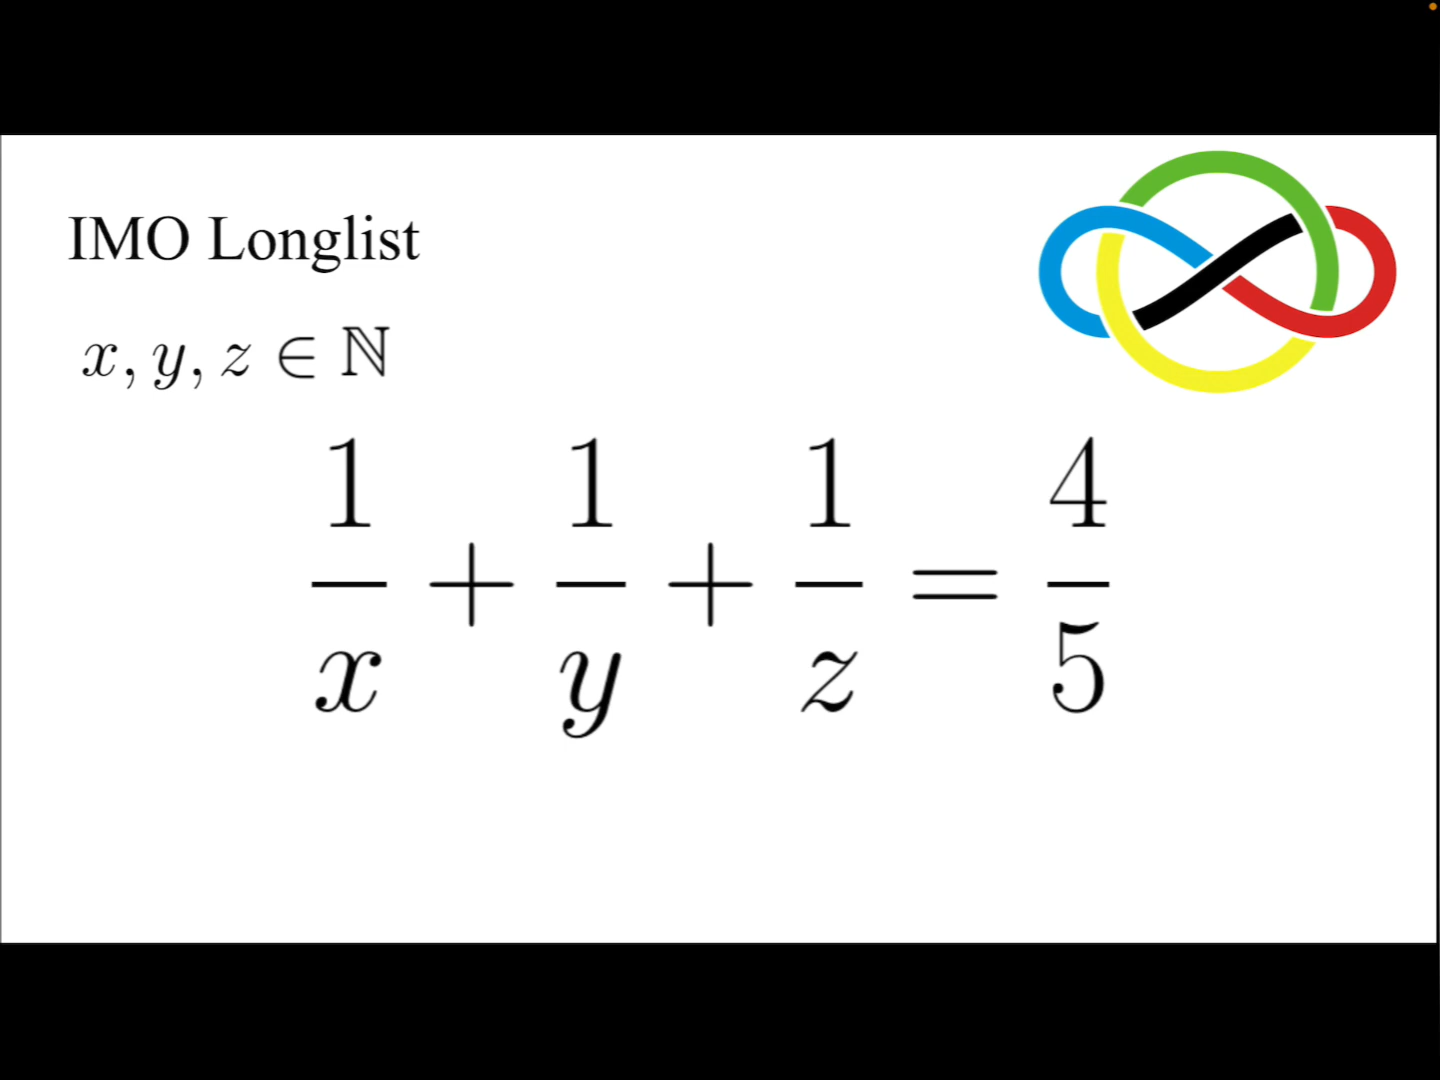 IMO Longlist
x, y, z ∈ ℕ
1/x + 1/y + 1/z = 4/5